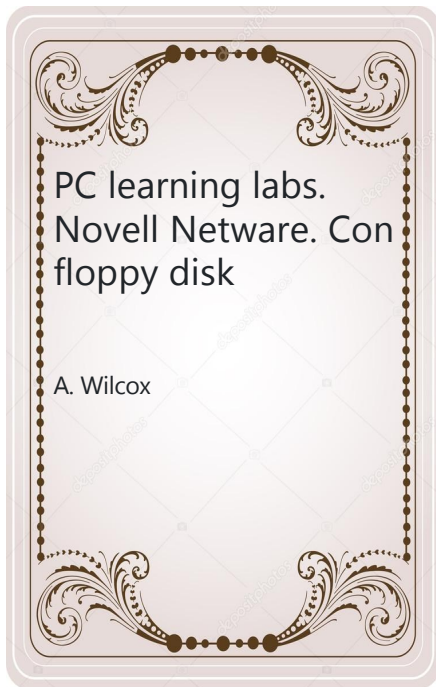 PC learning labs.
Novell Netware. Con
floppy disk
A. Wilcox